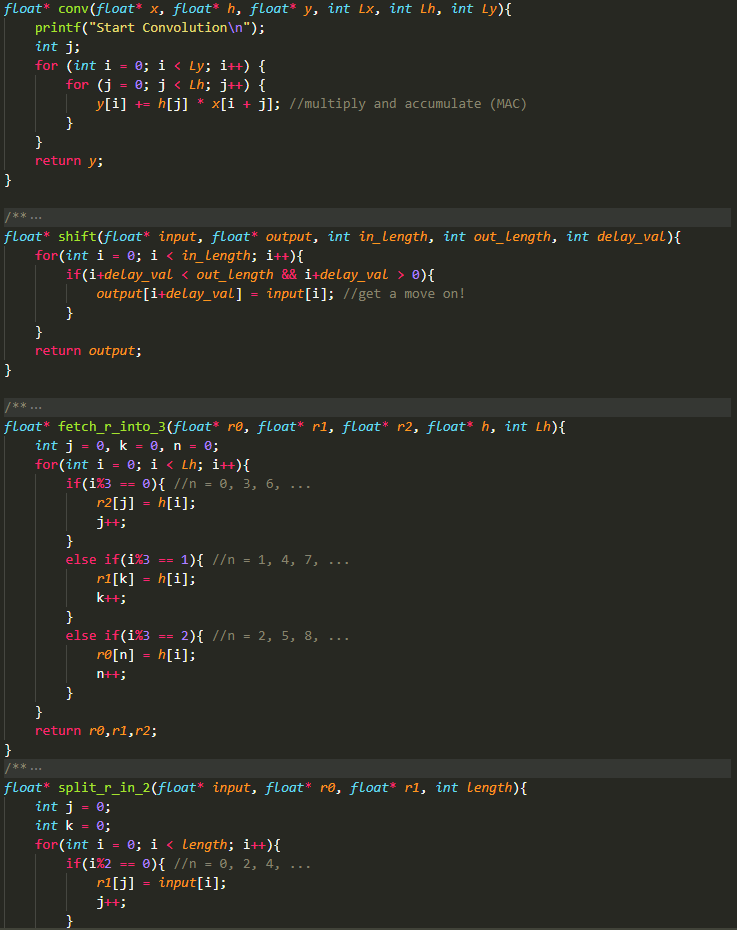 float* conv(float* x, float* h, float* y, int Lx, int Lh, int Ly){
    printf("Start Convolution\n");
    int j;
    for (int i = 0; i < Ly; i++) {
        for (j = 0; j < Lh; j++) {
            y[i] += h[j] * x[i + j]; //multiply and accumulate (MAC)
        }
    }
    return y;
}
/** ...
float* shift(float* input, float* output, int in_length, int out_length, int delay_val){
    for(int i = 0; i < in_length; i++){
        if(i+delay_val < out_length && i+delay_val > 0){
            output[i+delay_val] = input[i]; //get a move on!
        }
    }
    return output;
}
/** ...
float* fetch_r_into_3(float* r0, float* r1, float* r2, float* h, int Lh){
    int j = 0, k = 0, n = 0;
    for(int i = 0; i < Lh; i++){
        if(i%3 == 0){ //n = 0, 3, 6, ...
            r2[j] = h[i];
            j++;
        }
        else if(i%3 == 1){ //n = 1, 4, 7, ...
            r1[k] = h[i];
            k++;
        }
        else if(i%3 == 2){ //n = 2, 5, 8, ...
            r0[n] = h[i];
            n++;
        }
    }
    return r0,r1,r2;
}
/** ...
float* split_r_in_2(float* input, float* r0, float* r1, int length){
    int j = 0;
    int k = 0;
    for(int i = 0; i < length; i++){
        if(i%2 == 0){ //n = 0, 2, 4, ...
            r1[j] = input[i];
            j++;
        }